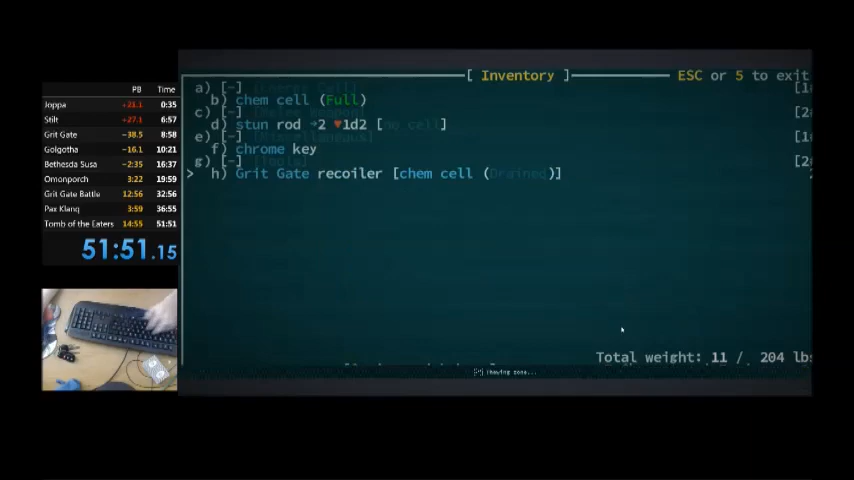 PB Time
Joppa +21.1 0:35
Stilt +27.1 6:57
Grit Gate −38.5 8:58
Golgotha −16.1 10:21
Bethesda Susa −2:35 16:37
Omonporch 3:22 19:59
Grit Gate Battle 12:56 32:56
Pax Klanq 3:59 36:55
Tomb of the Eaters 14:55 51:51
51:51.15
[ Inventory ] ESC or 5 to exit
a) [-]
b) chem cell (Full)
c) [-]
d) stun rod →2 ♥1d2 [no cell]
e) [-]
f) chrome key
g) [-] [Tools]
> h) Grit Gate recoiler [chem cell (Drained)]
Total weight: 11 / 204 lbs